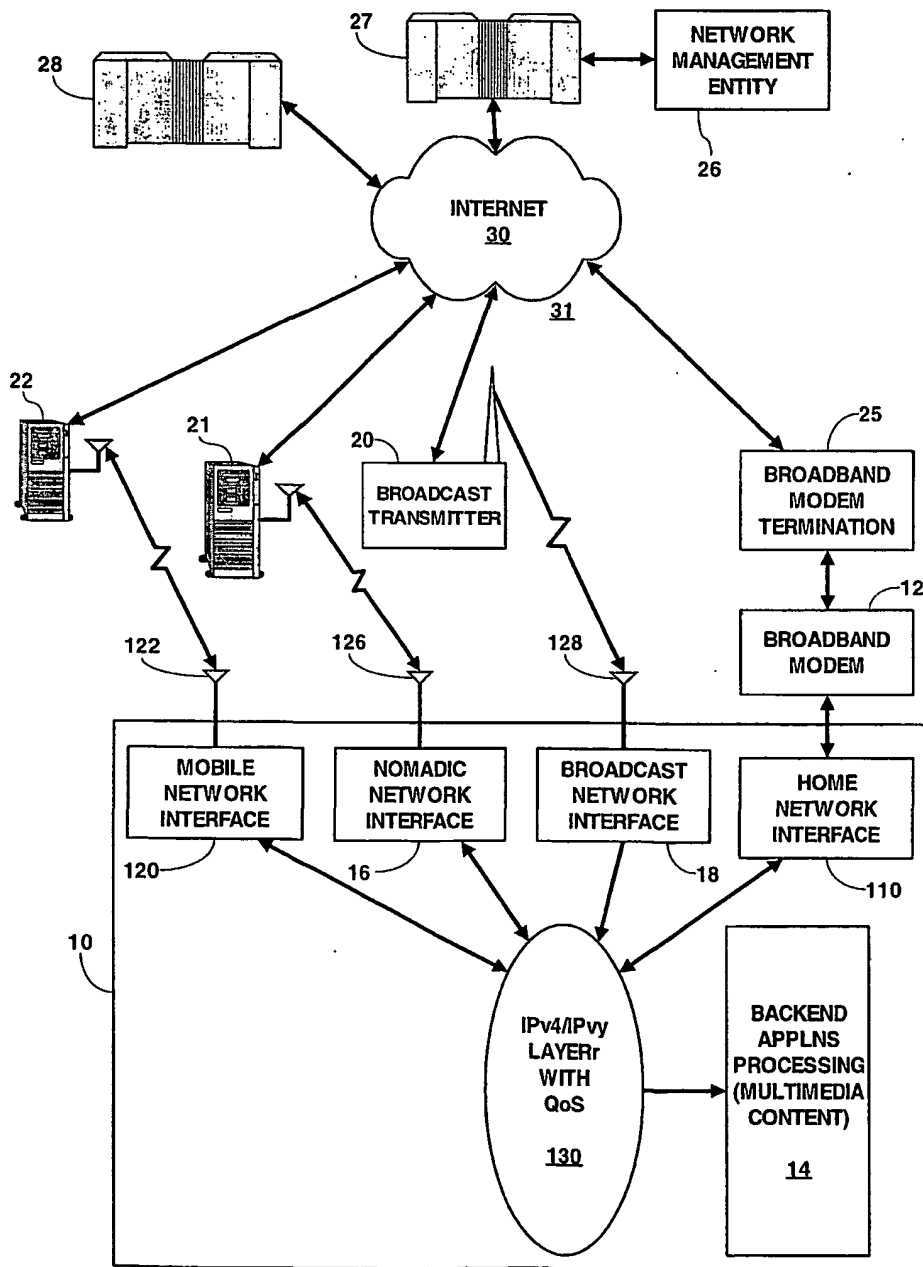 28
27
NETWORK
MANAGEMENT
ENTITY
26
INTERNET
30
31
22
21
20
BROADCAST
TRANSMITTER
25
BROADBAND
MODEM
TERMINATION
12
BROADBAND
MODEM
122
126
128
MOBILE
NETWORK
INTERFACE
120
NOMADIC
NETWORK
INTERFACE
16
BROADCAST
NETWORK
INTERFACE
18
HOME
NETWORK
INTERFACE
110
10
IPv4/IPvy
LAYERr
WITH
QoS
130
BACKEND
APPLNS
PROCESSING
(MULTIMEDIA
CONTENT)
14